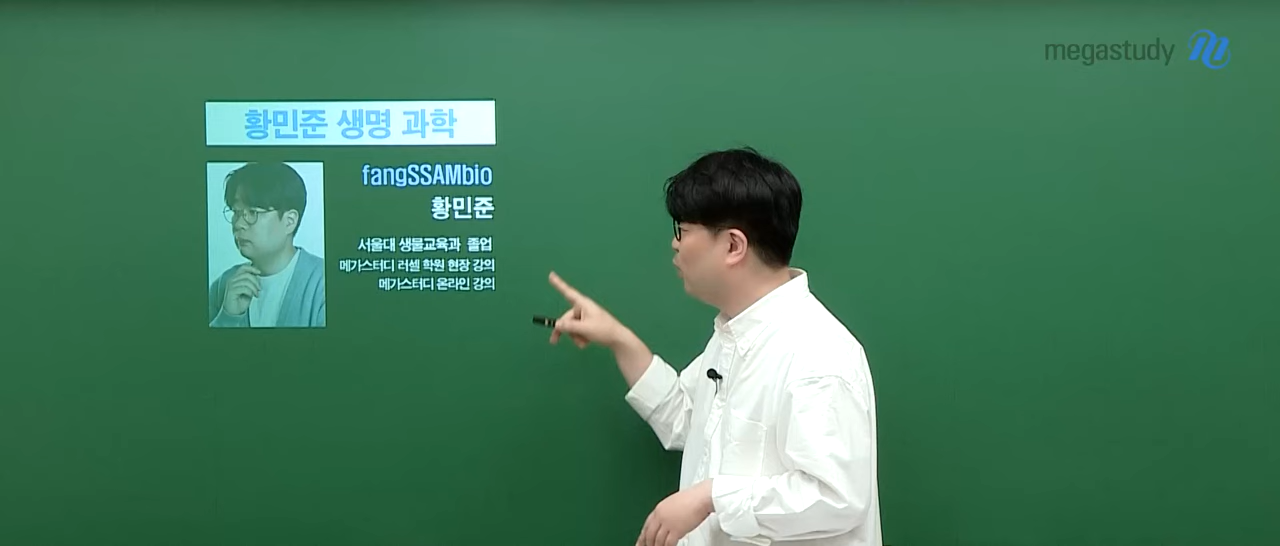 megastudy
황민준 생명 과학
fangSSAMbio
황민준
서울대 생물교육과 졸업
메가스터디 러셀 학원 현장 강의
메가스터디 온라인 강의